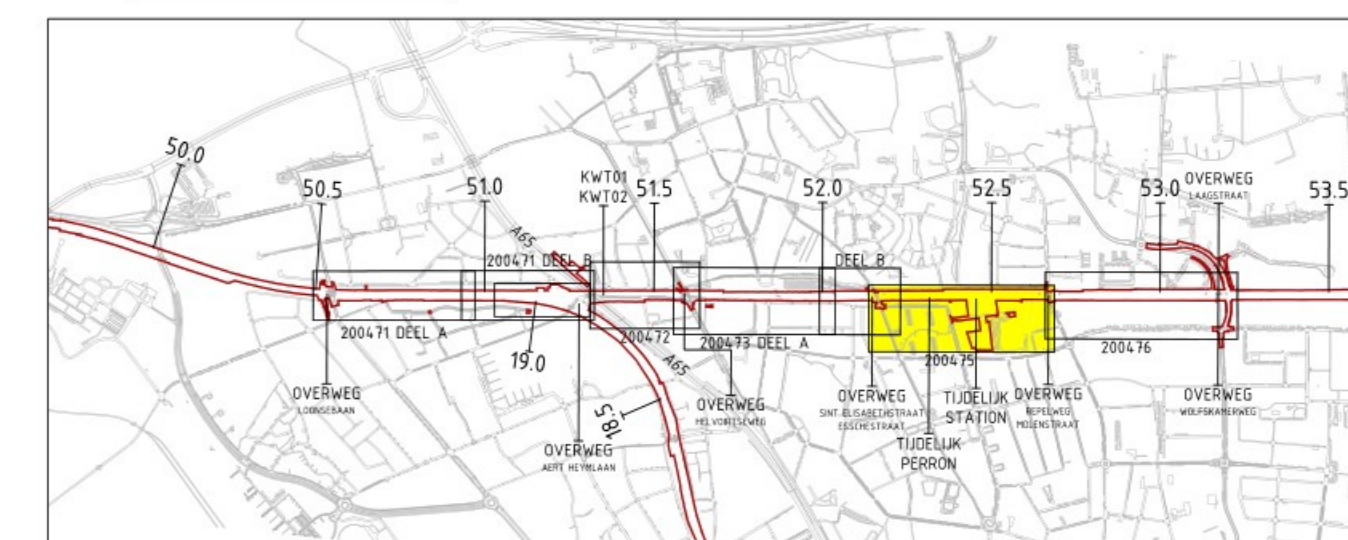 50.0
50.5
51.0
KWT01
KWT02
51.5
52.0
52.5
53.0
OVERWEG
LAAGSTRAAT
53.5
A65
200471 DEEL B
DEEL B
200471 DEEL A
19.0
200472
200473 DEEL A
200475
200476
A65
18.5
OVERWEG
LOONSEBAAN
OVERWEG
AERT HEYMLAAN
OVERWEG
HELVOIRTSEWEG
OVERWEG
SINT ELISABETHSTRAAT
ESSCHESTRAAT
TIJDELIJK
PERRON
TIJDELIJK
STATION
OVERWEG
REPELWEG
MOLENSTRAAT
OVERWEG
WOLFSKAMERWEG